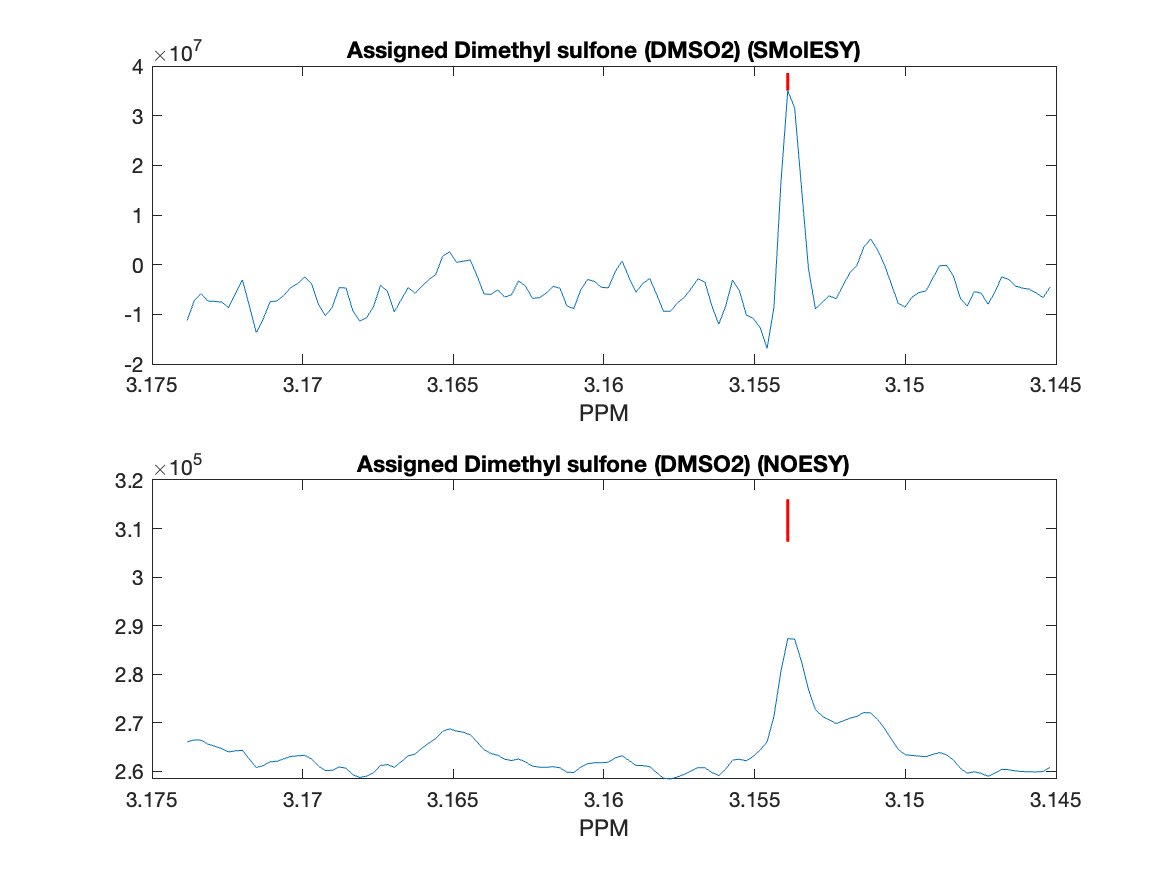 Assigned Dimethyl sulfone (DMSO2) (SMolESY)
×10⁷
4
3
2
1
0
-1
-2
3.175 3.17 3.165 3.16 3.155 3.15 3.145
PPM
Assigned Dimethyl sulfone (DMSO2) (NOESY)
×10⁵
3.2
3.1
3
2.9
2.8
2.7
2.6
3.175 3.17 3.165 3.16 3.155 3.15 3.145
PPM